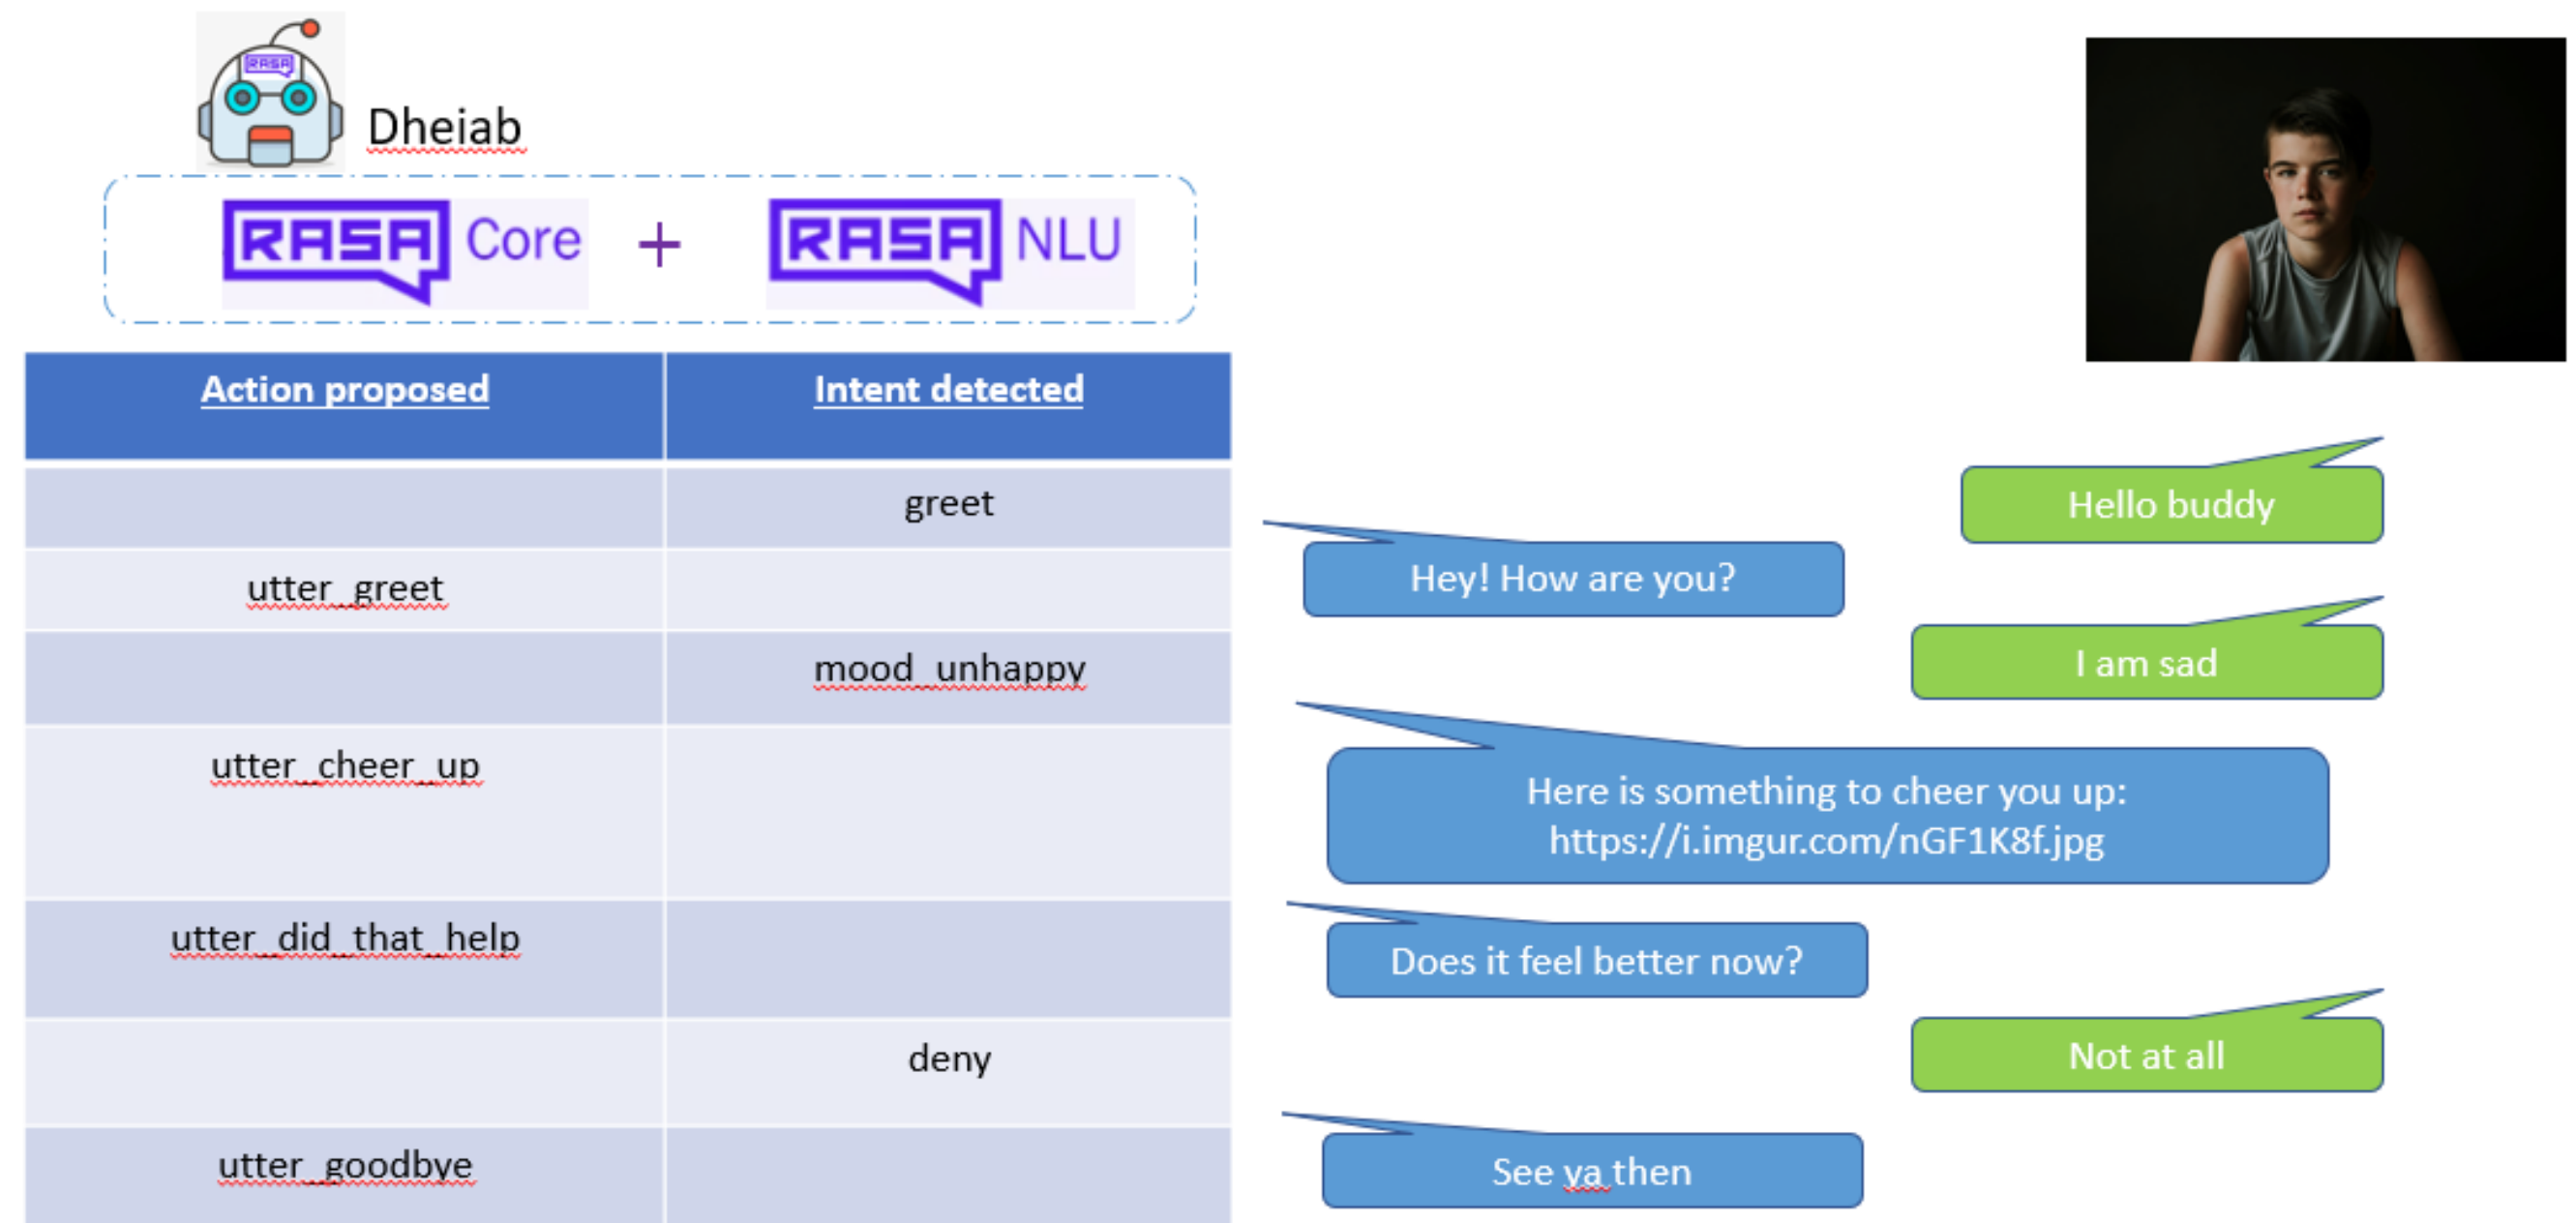 RASA
Dheiab
RASA Core + RASA NLU
Action proposed Intent detected
greet
Hello buddy
utter_greet
Hey! How are you?
mood_unhappy
I am sad
utter_cheer_up
Here is something to cheer you up:
https://i.imgur.com/nGF1K8f.jpg
utter_did_that_help
Does it feel better now?
deny
Not at all
utter_goodbye
See ya then